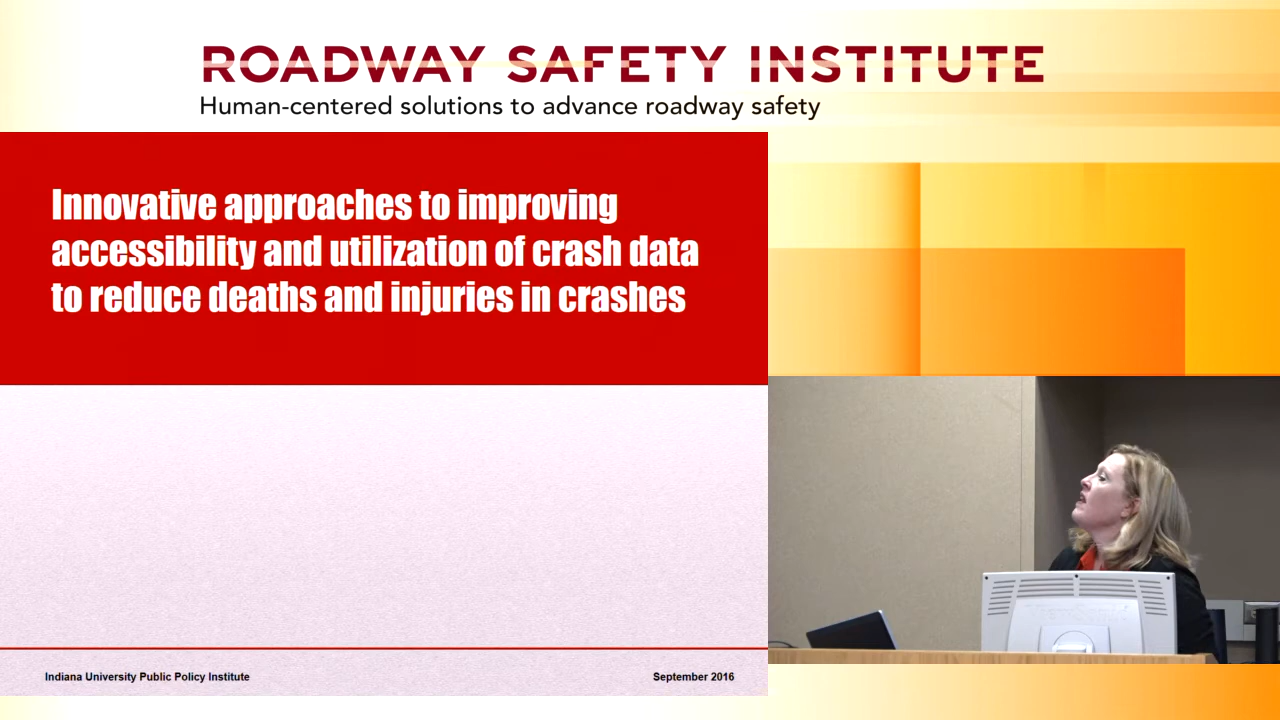 ROADWAY SAFETY INSTITUTE
Human-centered solutions to advance roadway safety
Innovative approaches to improving
accessibility and utilization of crash data
to reduce deaths and injuries in crashes
Indiana University Public Policy Institute
September 2016